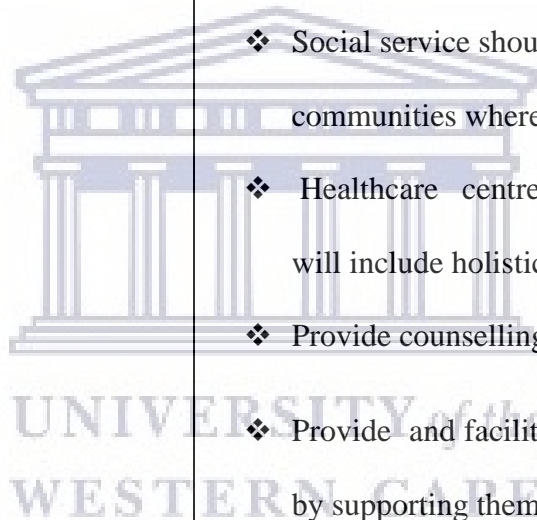 ❖ Social service shou
communities where
❖ Healthcare centre
will include holistic
❖ Provide counselling
❖ Provide and facilit
by supporting them
UNIVERSITY of the
WESTERN CAPE